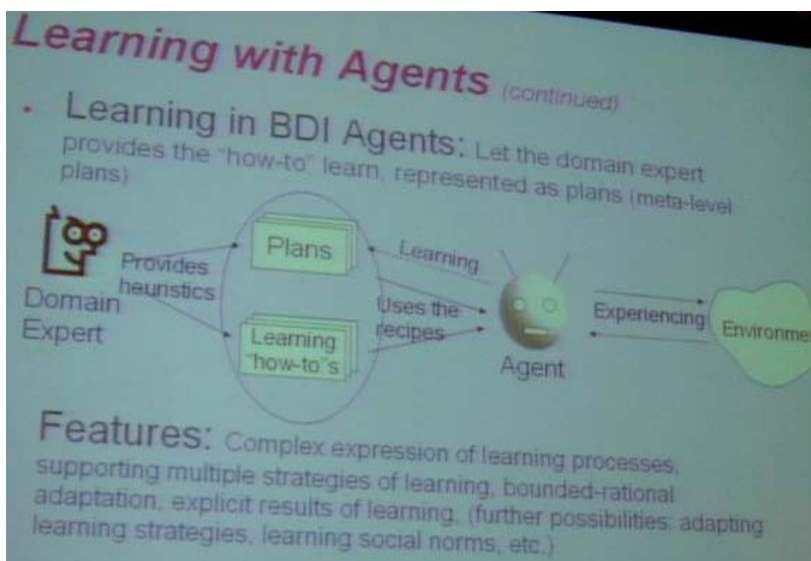 Learning with Agents (continued)
• Learning in BDI Agents: Let the domain expert
provides the "how-to" learn, represented as plans (meta-level
plans)
Provides
heuristics
Domain
Expert
Plans
Learning
"how-to"s
Learning
Uses the
recipes
Agent
Experiencing
Environme
Features: Complex expression of learning processes,
supporting multiple strategies of learning, bounded-rational
adaptation, explicit results of learning, (further possibilities: adapting
learning strategies, learning social norms, etc.)